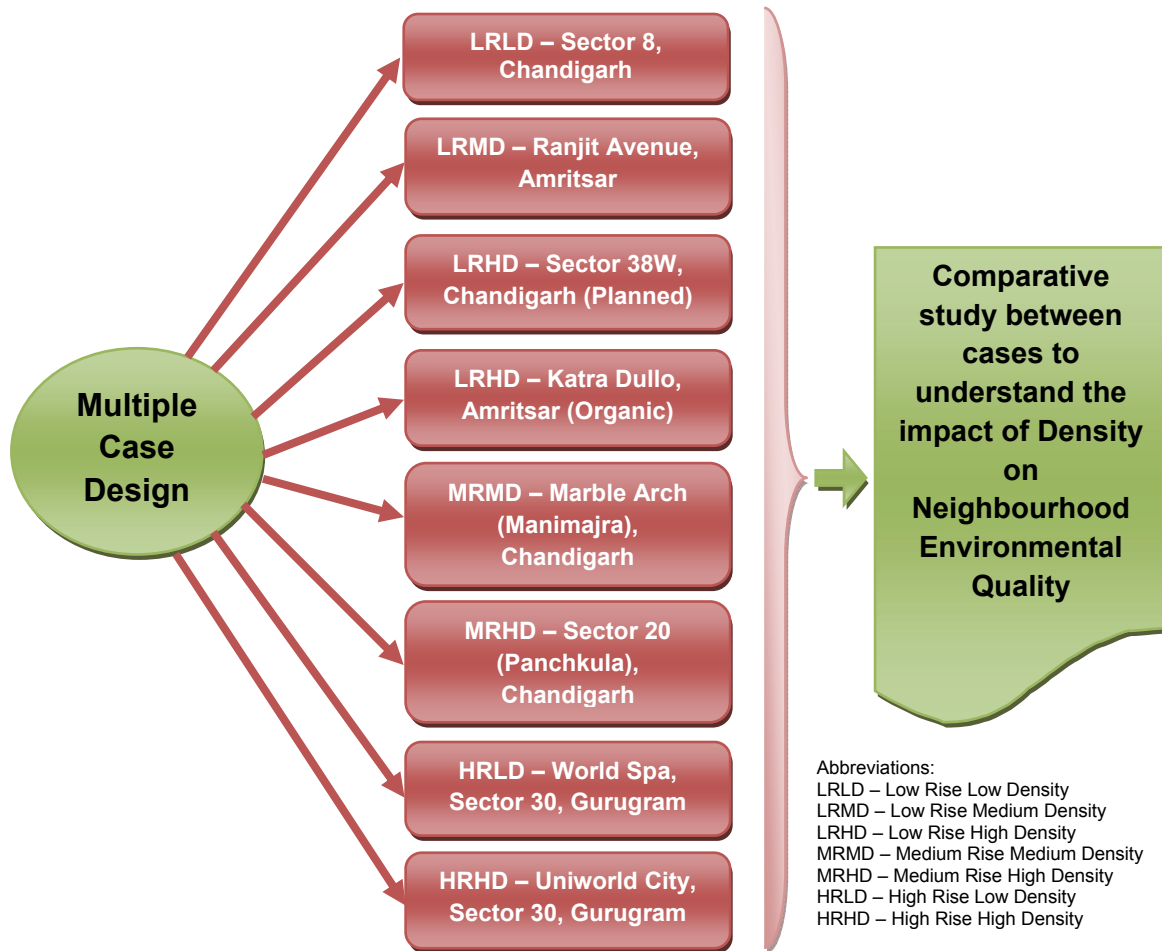 Multiple
Case
Design
LRLD – Sector 8,
Chandigarh
LRMD – Ranjit Avenue,
Amritsar
LRHD – Sector 38W,
Chandigarh (Planned)
LRHD – Katra Dullo,
Amritsar (Organic)
MRMD – Marble Arch
(Manimajra),
Chandigarh
MRHD – Sector 20
(Panchkula),
Chandigarh
HRLD – World Spa,
Sector 30, Gurugram
HRHD – Uniworld City,
Sector 30, Gurugram
Comparative
study between
cases to
understand the
impact of Density
on
Neighbourhood
Environmental
Quality
Abbreviations:
LRLD – Low Rise Low Density
LRMD – Low Rise Medium Density
LRHD – Low Rise High Density
MRMD – Medium Rise Medium Density
MRHD – Medium Rise High Density
HRLD – High Rise Low Density
HRHD – High Rise High Density